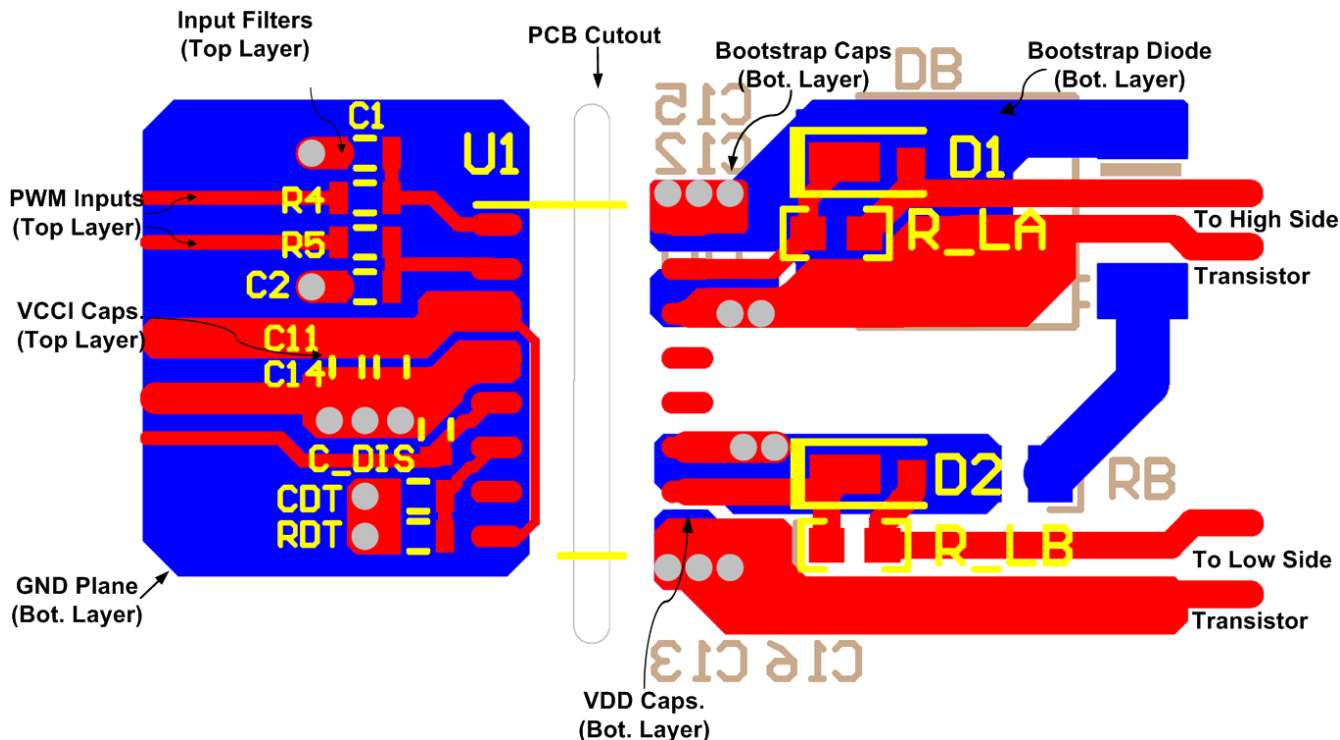 Input Filters
(Top Layer)
PCB Cutout
Bootstrap Caps
(Bot. Layer)
Bootstrap Diode
(Bot. Layer)
DB
C15
C12
C1
U1
D1
PWM Inputs
(Top Layer)
R4
R5
R_LA
To High Side
Transistor
C2
VCCI Caps.
(Top Layer)
C11
C14
C_DIS
CDT
RDT
D2
RB
R_LB
To Low Side
Transistor
GND Plane
(Bot. Layer)
C13 C16
VDD Caps.
(Bot. Layer)